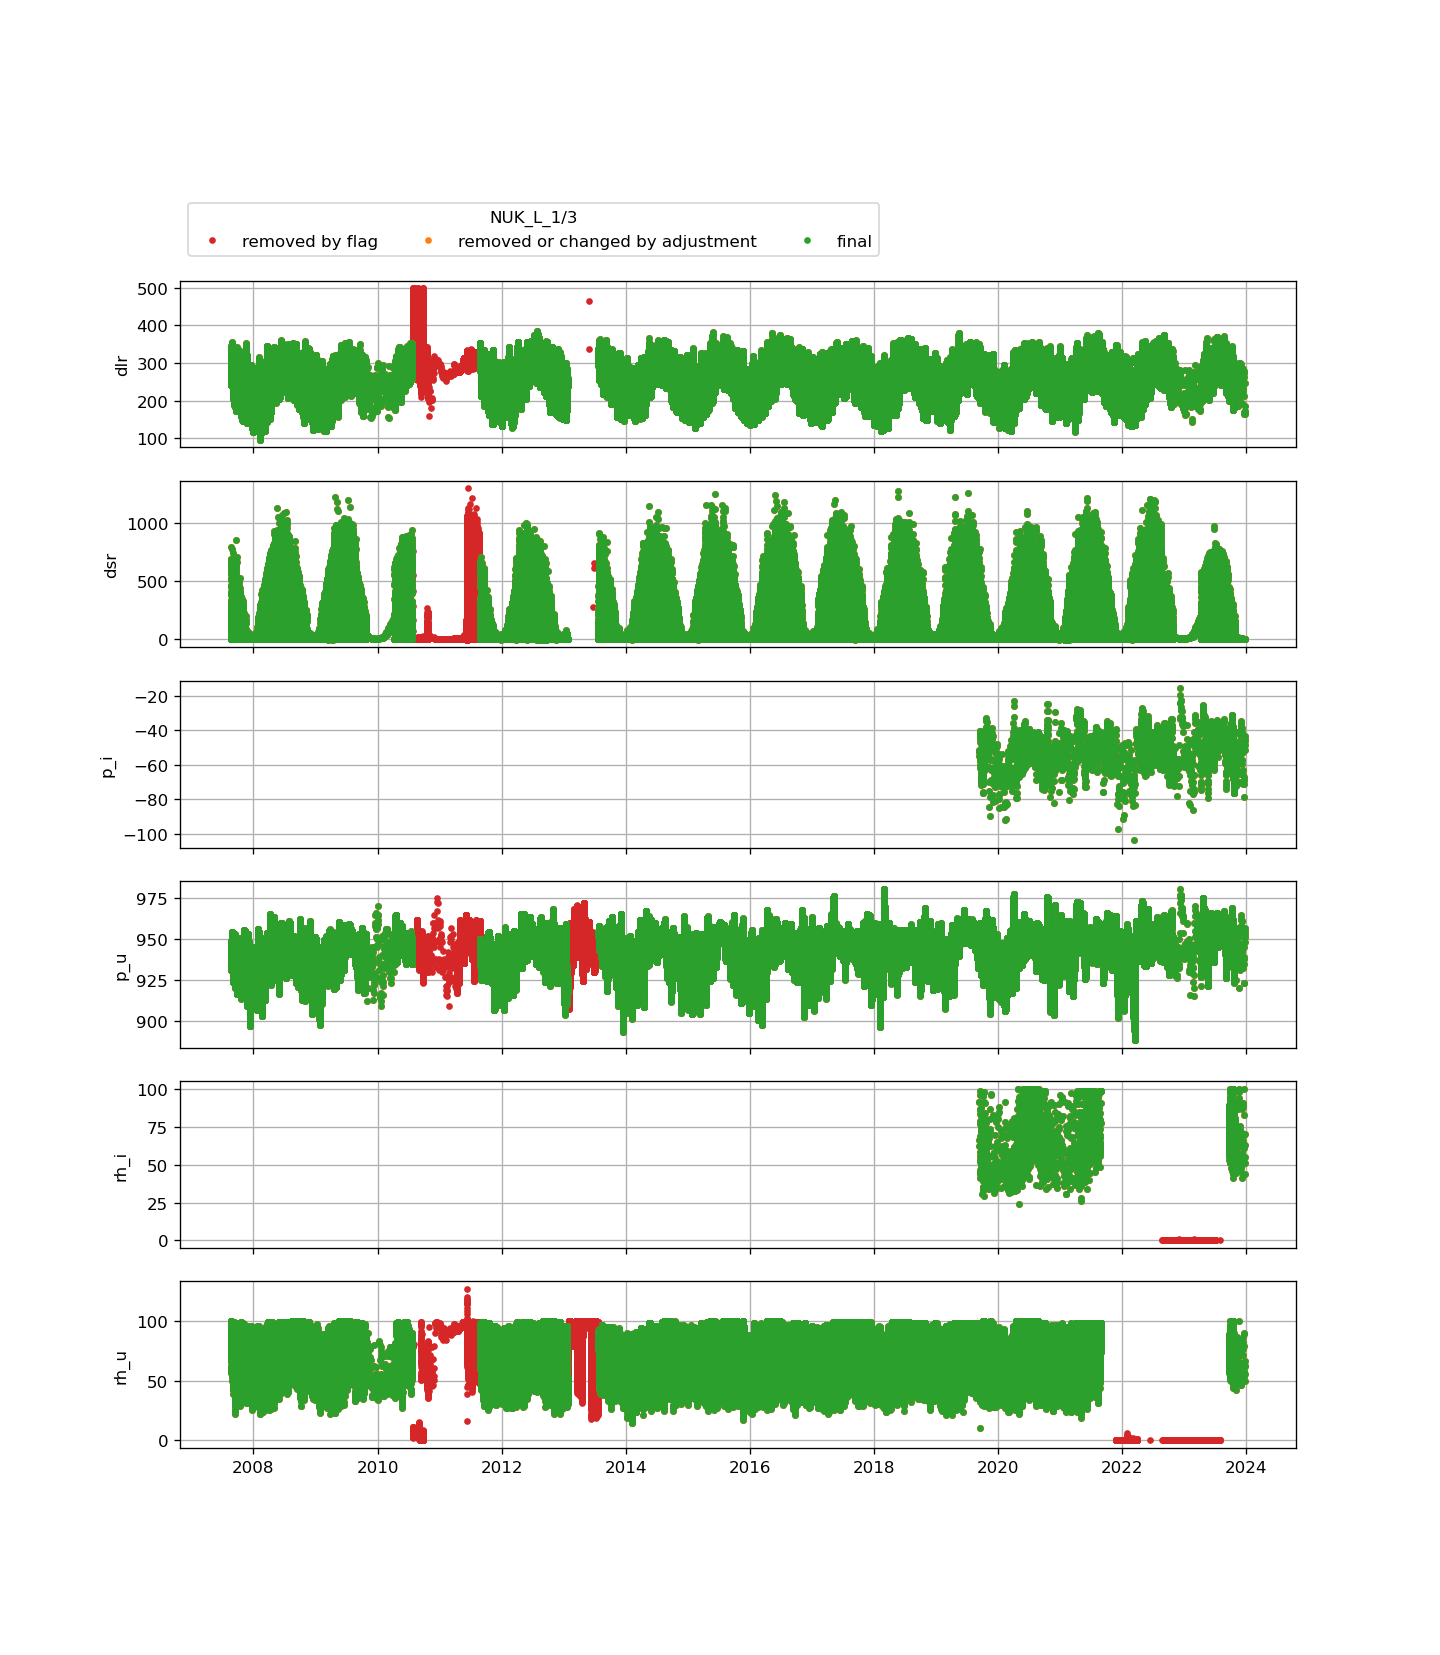 NUK_L_1/3
removed by flag removed or changed by adjustment final
500
400
300
200
100
dlr
1000
500
0
dsr
−20
−40
−60
−80
−100
p_i
975
950
925
900
p_u
100
75
50
25
0
rh_i
100
50
0
rh_u
2008 2010 2012 2014 2016 2018 2020 2022 2024